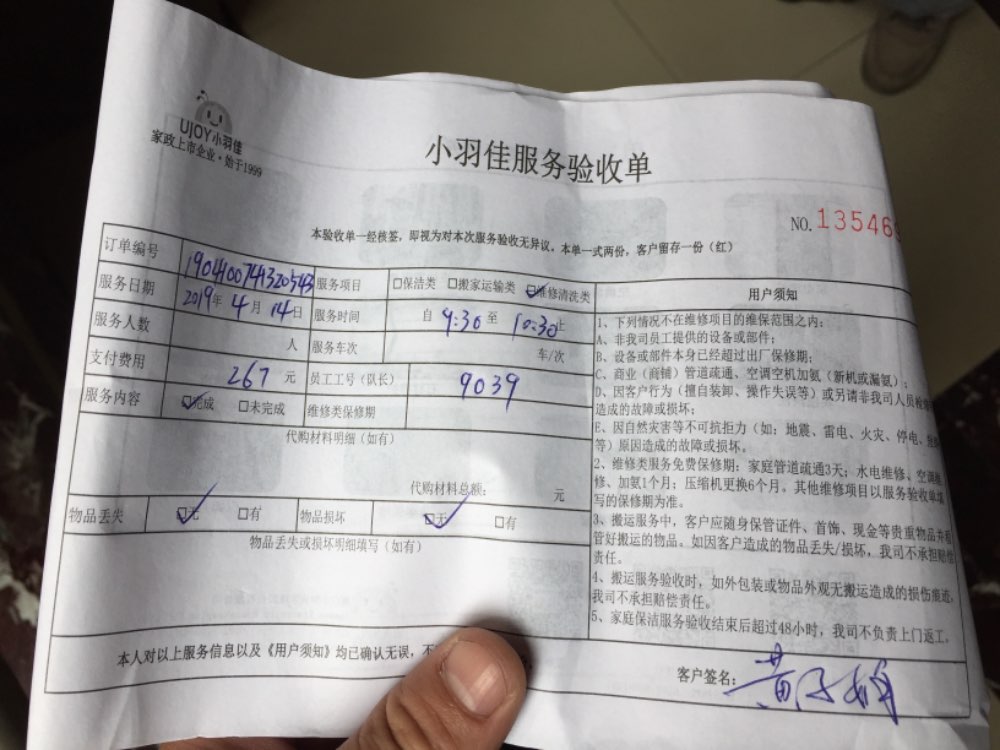 UJOY小羽佳
家政上市企业·始于1999
小羽佳服务验收单
NO.135469
本验收单一经核签，即视为对本次服务验收无异议。本单一式两份，客户留存一份（红）
订单编号 服务项目 □保洁类 □搬家运输类 ☑维修清洗类
服务日期 2019年4月14日 服务时间 自9:30至10:30止
服务人数 人 服务车次 车/次
支付费用 267元 员工工号（队长） 9039
服务内容 ☑完成 □未完成 维修类保修期
代购材料明细（如有）
代购材料总额： 元
物品丢失 ☑无 □有 物品损坏 ☑无 □有
物品丢失或损坏明细填写（如有）
用户须知
1、下列情况不在维修项目的维保范围之内：
A、非我司员工提供的设备或部件；
B、设备或部件本身已经超过出厂保修期；
C、商业（商铺）管道疏通、空调空机加氨（新机或漏氨）；
D、因客户行为（擅自装卸、操作失误等）或另请非我司人员检修
造成的故障或损坏；
E、因自然灾害等不可抗拒力（如：地震、雷电、火灾、停电、
等）原因造成的故障或损坏。
2、维修类服务免费保修期：家庭管道疏通3天；水电维修、空调维
修、加氨1个月；压缩机更换6个月。其他维修项目以服务验收单填
写的保修期为准。
3、搬运服务中，客户应随身保管证件、首饰、现金等贵重物品并
管好搬运的物品。如因客户造成的物品丢失/损坏，我司不承担赔偿
责任。
4、搬运服务验收时，如外包装或物品外观无搬运造成的损伤痕迹，
我司不承担赔偿责任。
5、家庭保洁服务验收结束后超过48小时，我司不负责上门返工。
本人对以上服务信息以及《用户须知》均已确认无误，不
客户签名：